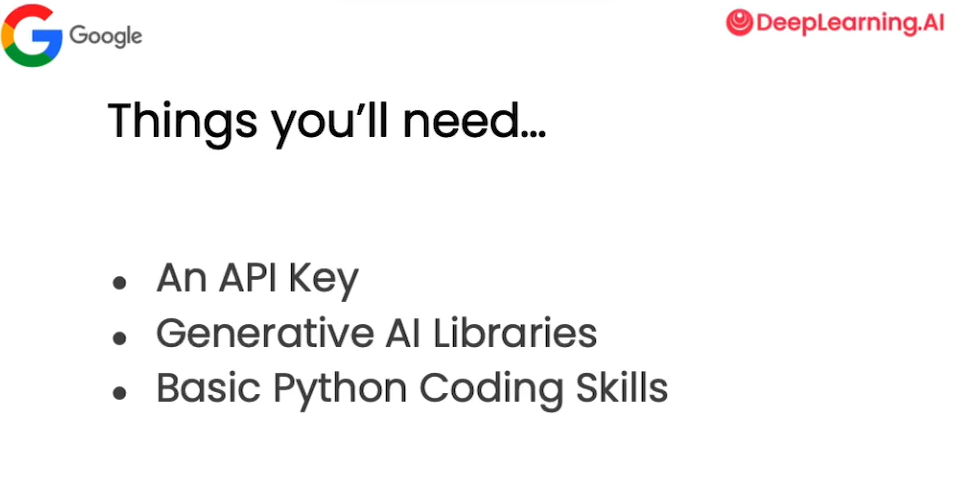 Google
DeepLearning.AI
Things you'll need...
• An API Key
• Generative AI Libraries
• Basic Python Coding Skills